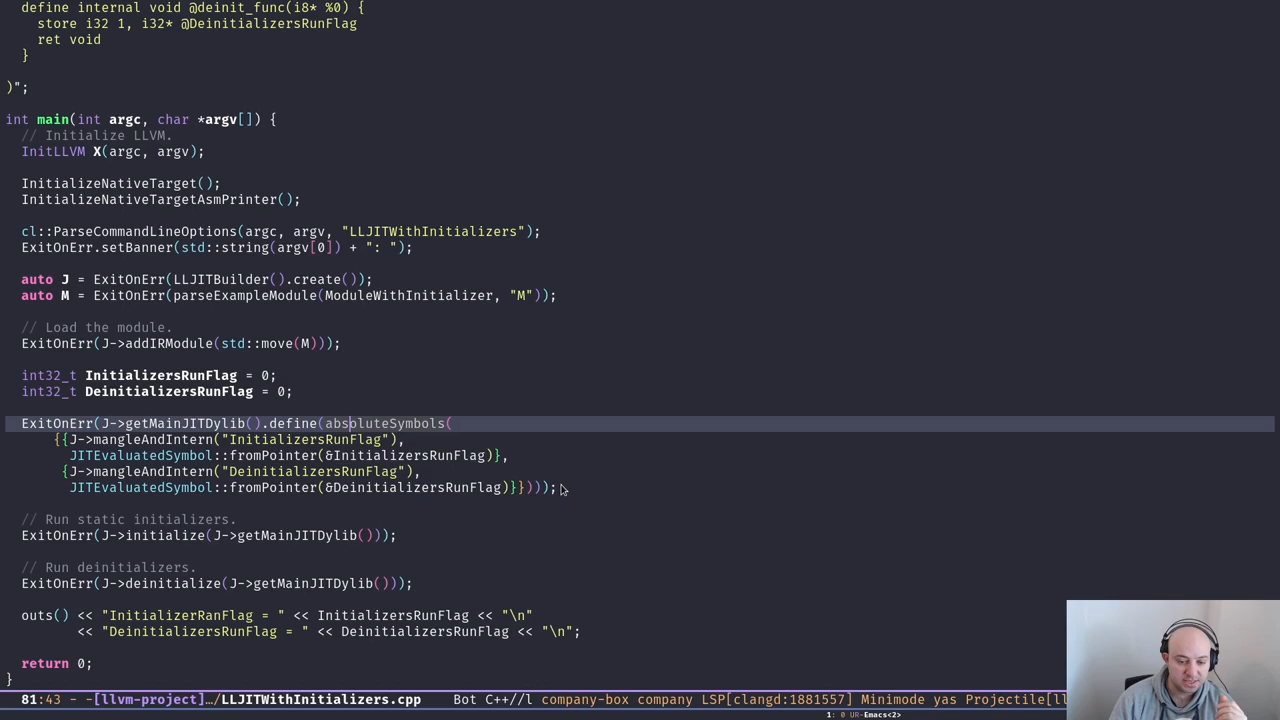 define internal void @deinit_func(i8* %0) {
store i32 1, i32* @DeinitializersRunFlag
ret void
}
)";
int main(int argc, char *argv[]) {
// Initialize LLVM.
InitLLVM X(argc, argv);
InitializeNativeTarget();
InitializeNativeTargetAsmPrinter();
cl::ParseCommandLineOptions(argc, argv, "LLJITWithInitializers");
ExitOnErr.setBanner(std::string(argv[0]) + ": ");
auto J = ExitOnErr(LLJITBuilder().create());
auto M = ExitOnErr(parseExampleModule(ModuleWithInitializer, "M"));
// Load the module.
ExitOnErr(J->addIRModule(std::move(M)));
int32_t InitializersRunFlag = 0;
int32_t DeinitializersRunFlag = 0;
ExitOnErr(J->getMainJITDylib().define(absoluteSymbols(
{{J->mangleAndIntern("InitializersRunFlag"),
JITEvaluatedSymbol::fromPointer(&InitializersRunFlag)},
{J->mangleAndIntern("DeinitializersRunFlag"),
JITEvaluatedSymbol::fromPointer(&DeinitializersRunFlag)}})));
// Run static initializers.
ExitOnErr(J->initialize(J->getMainJITDylib()));
// Run deinitializers.
ExitOnErr(J->deinitialize(J->getMainJITDylib()));
outs() << "InitializerRanFlag = " << InitializersRunFlag << "\n"
<< "DeinitializersRunFlag = " << DeinitializersRunFlag << "\n";
return 0;
}
81:43 - -[llvm-project]…/LLJITWithInitializers.cpp Bot C++//l company-box company LSP[clangd:1881557] Minimode yas Projectile[ll
1: 0 UR-Emacs<2>